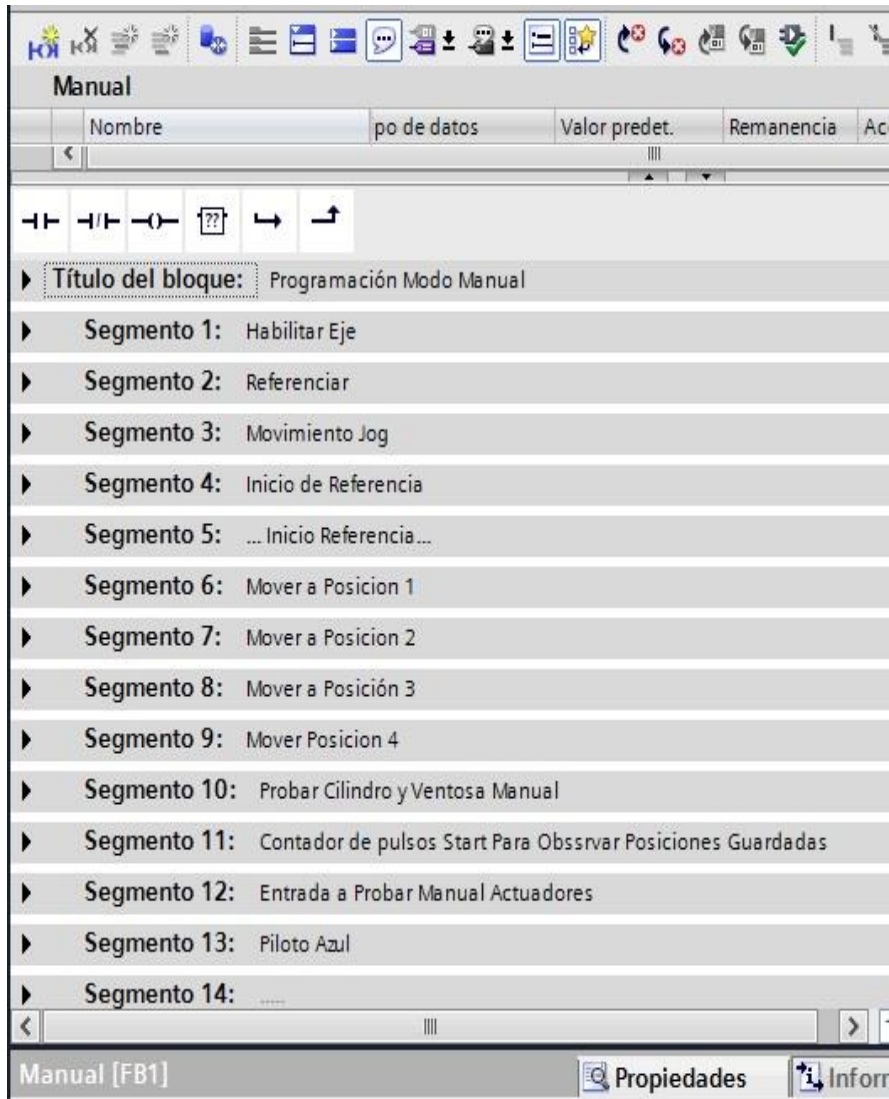 Manual
Nombre po de datos Valor predet. Remanencia Ac
??
Título del bloque: Programación Modo Manual
Segmento 1: Habilitar Eje
Segmento 2: Referenciar
Segmento 3: Movimiento Jog
Segmento 4: Inicio de Referencia
Segmento 5: ... Inicio Referencia...
Segmento 6: Mover a Posicion 1
Segmento 7: Mover a Posicion 2
Segmento 8: Mover a Posición 3
Segmento 9: Mover Posicion 4
Segmento 10: Probar Cilindro y Ventosa Manual
Segmento 11: Contador de pulsos Start Para Obssrvar Posiciones Guardadas
Segmento 12: Entrada a Probar Manual Actuadores
Segmento 13: Piloto Azul
Segmento 14: .....
Manual [FB1] Propiedades Inforr